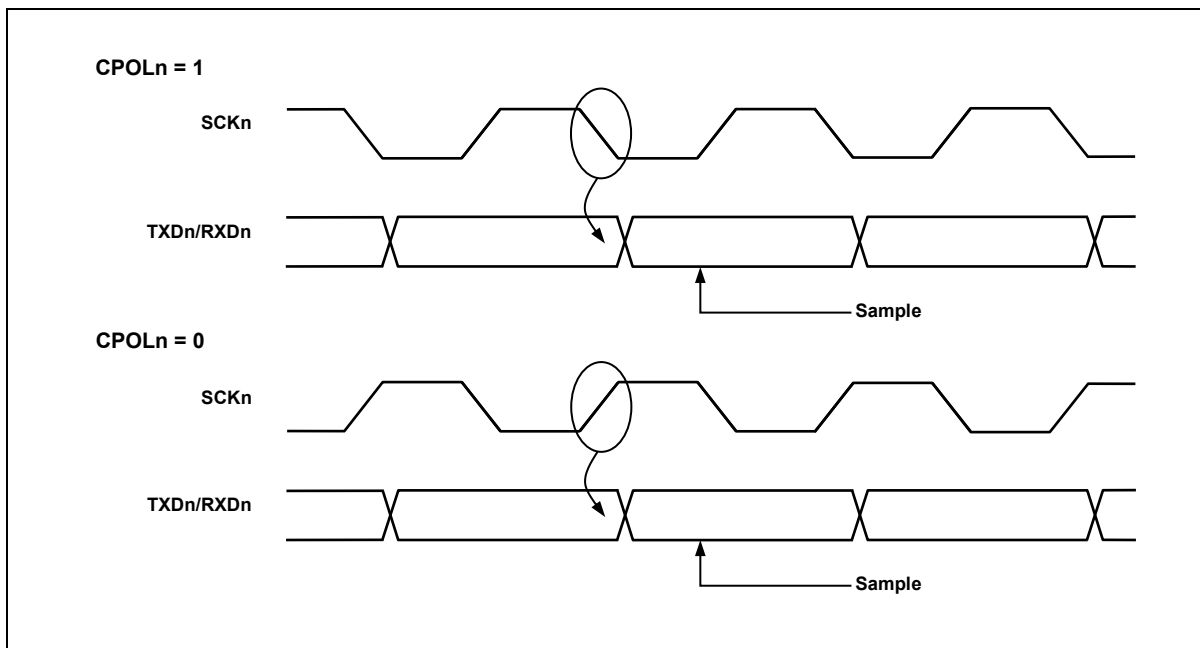 CPOLn = 1
SCKn
TXDn/RXDn
Sample
CPOLn = 0
SCKn
TXDn/RXDn
Sample